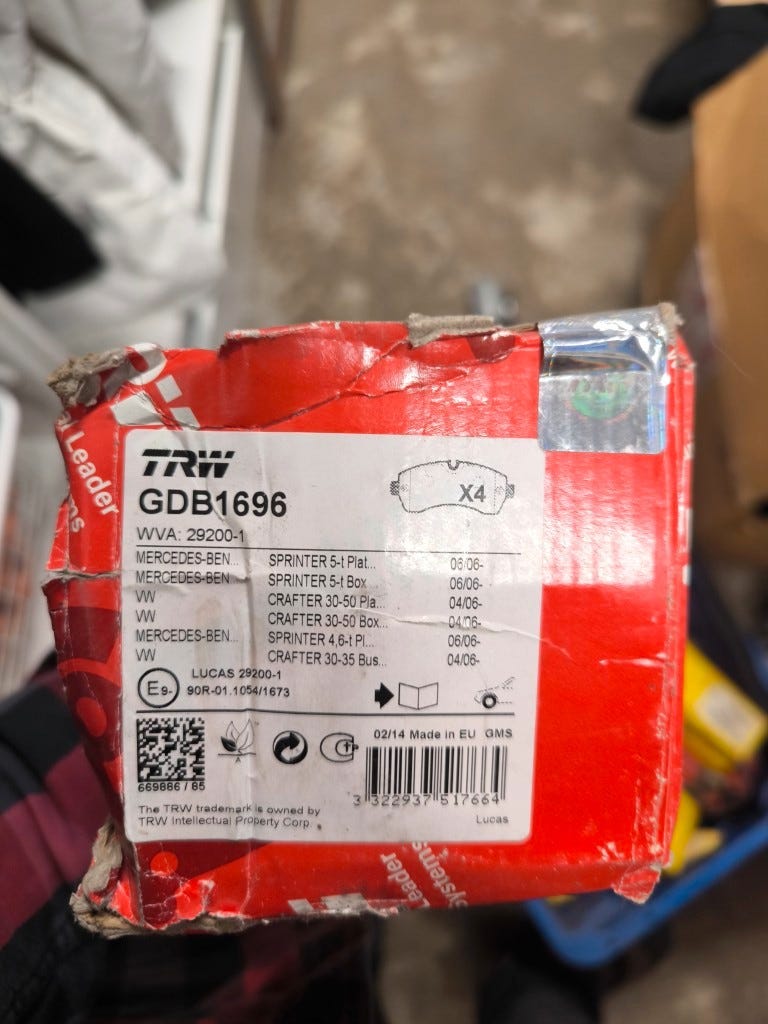 Leader
ms
TRW
GDB1696
X4
WVA: 29200-1
MERCEDES-BEN... SPRINTER 5-t Plat... 06/06-
MERCEDES-BEN... SPRINTER 5-t Box... 06/06-
VW CRAFTER 30-50 Pla... 04/06-
VW CRAFTER 30-50 Box... 04/06-
MERCEDES-BEN... SPRINTER 4,6-t Pl... 06/06-
VW CRAFTER 30-35 Bus... 04/06-
E9- LUCAS 29200-1
90R-01.1054/1673
02/14 Made in EU GMS
669886 / 85
3 322937 517664
The TRW trademark is owned by
TRW Intellectual Property Corp.
Lucas
Leader
Systems